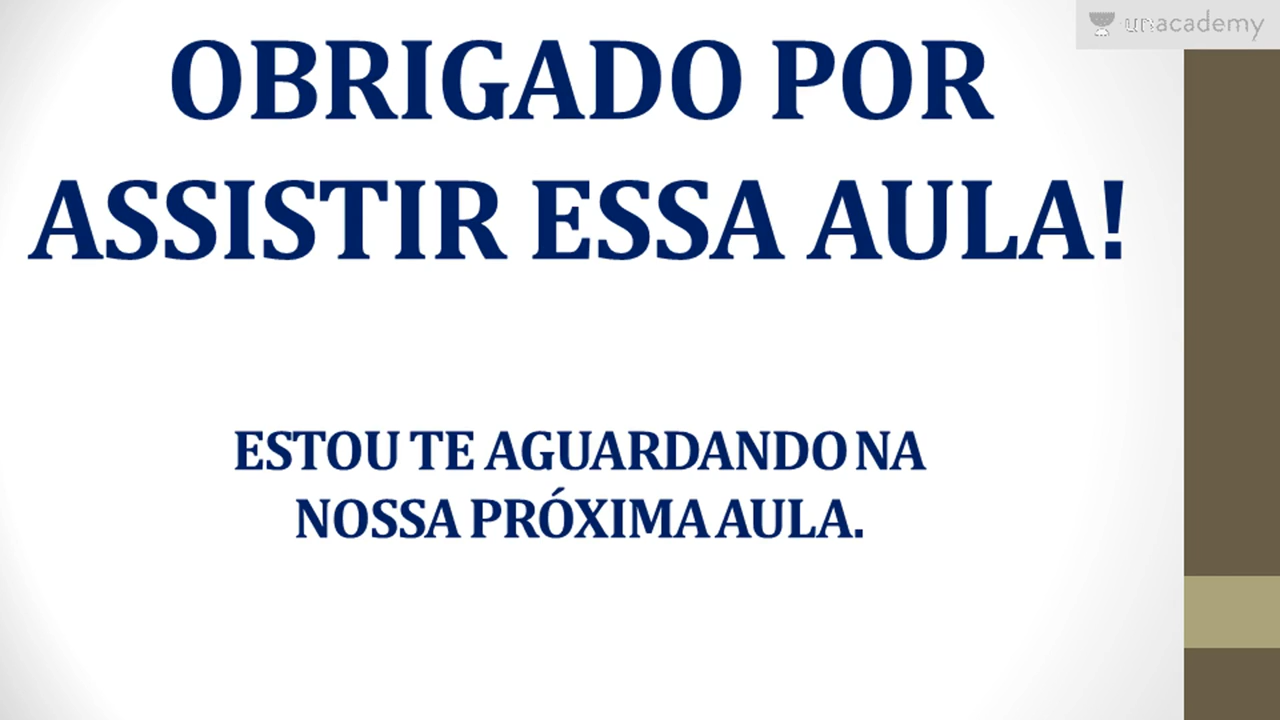 unacademy
OBRIGADO POR
ASSISTIR ESSA AULA!
ESTOU TE AGUARDANDO NA
NOSSA PRÓXIMA AULA.